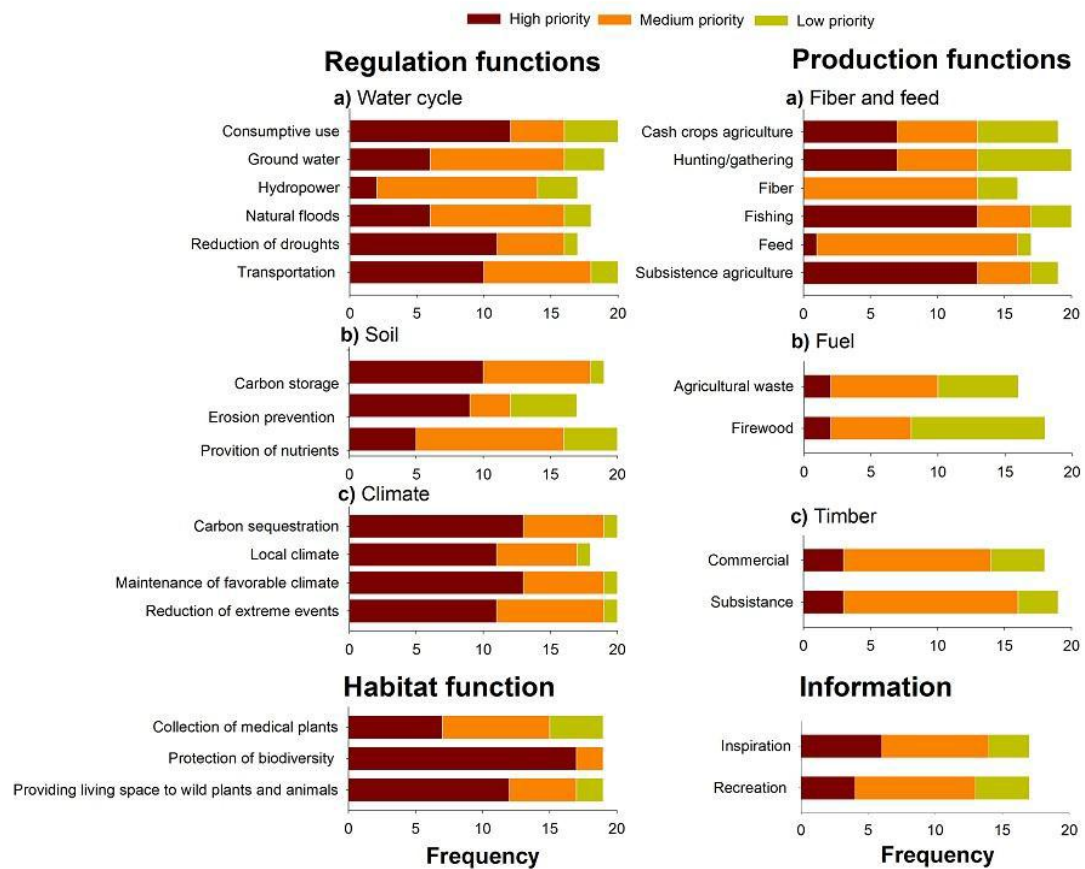 High priority Medium priority Low priority
Regulation functions
a) Water cycle
Consumptive use
Ground water
Hydropower
Natural floods
Reduction of droughts
Transportation
0 5 10 15 20
b) Soil
Carbon storage
Erosion prevention
Provition of nutrients
0 5 10 15 20
c) Climate
Carbon sequestration
Local climate
Maintenance of favorable climate
Reduction of extreme events
0 5 10 15 20
Habitat function
Collection of medical plants
Protection of biodiversity
Providing living space to wild plants and animals
0 5 10 15 20
Frequency
Production functions
a) Fiber and feed
Cash crops agriculture
Hunting/gathering
Fiber
Fishing
Feed
Subsistence agriculture
0 5 10 15 20
b) Fuel
Agricultural waste
Firewood
0 5 10 15 20
c) Timber
Commercial
Subsistance
0 5 10 15 20
Information
Inspiration
Recreation
0 5 10 15 20
Frequency